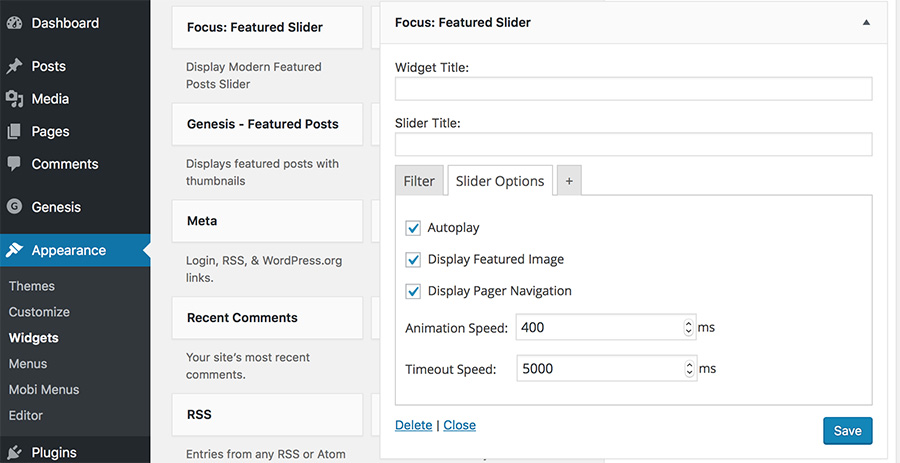 Dashboard
Posts
Media
Pages
Comments
Genesis
Appearance
Themes
Customize
Widgets
Menus
Mobi Menus
Editor
Plugins
Focus: Featured Slider
Display Modern Featured
Posts Slider
Genesis - Featured Posts
Displays featured posts with
thumbnails
Meta
Login, RSS, & WordPress.org
links.
Recent Comments
Your site's most recent
comments.
RSS
Entries from any RSS or Atom
Focus: Featured Slider
Widget Title:
Slider Title:
Filter Slider Options +
Autoplay
Display Featured Image
Display Pager Navigation
Animation Speed: 400 ms
Timeout Speed: 5000 ms
Delete | Close
Save